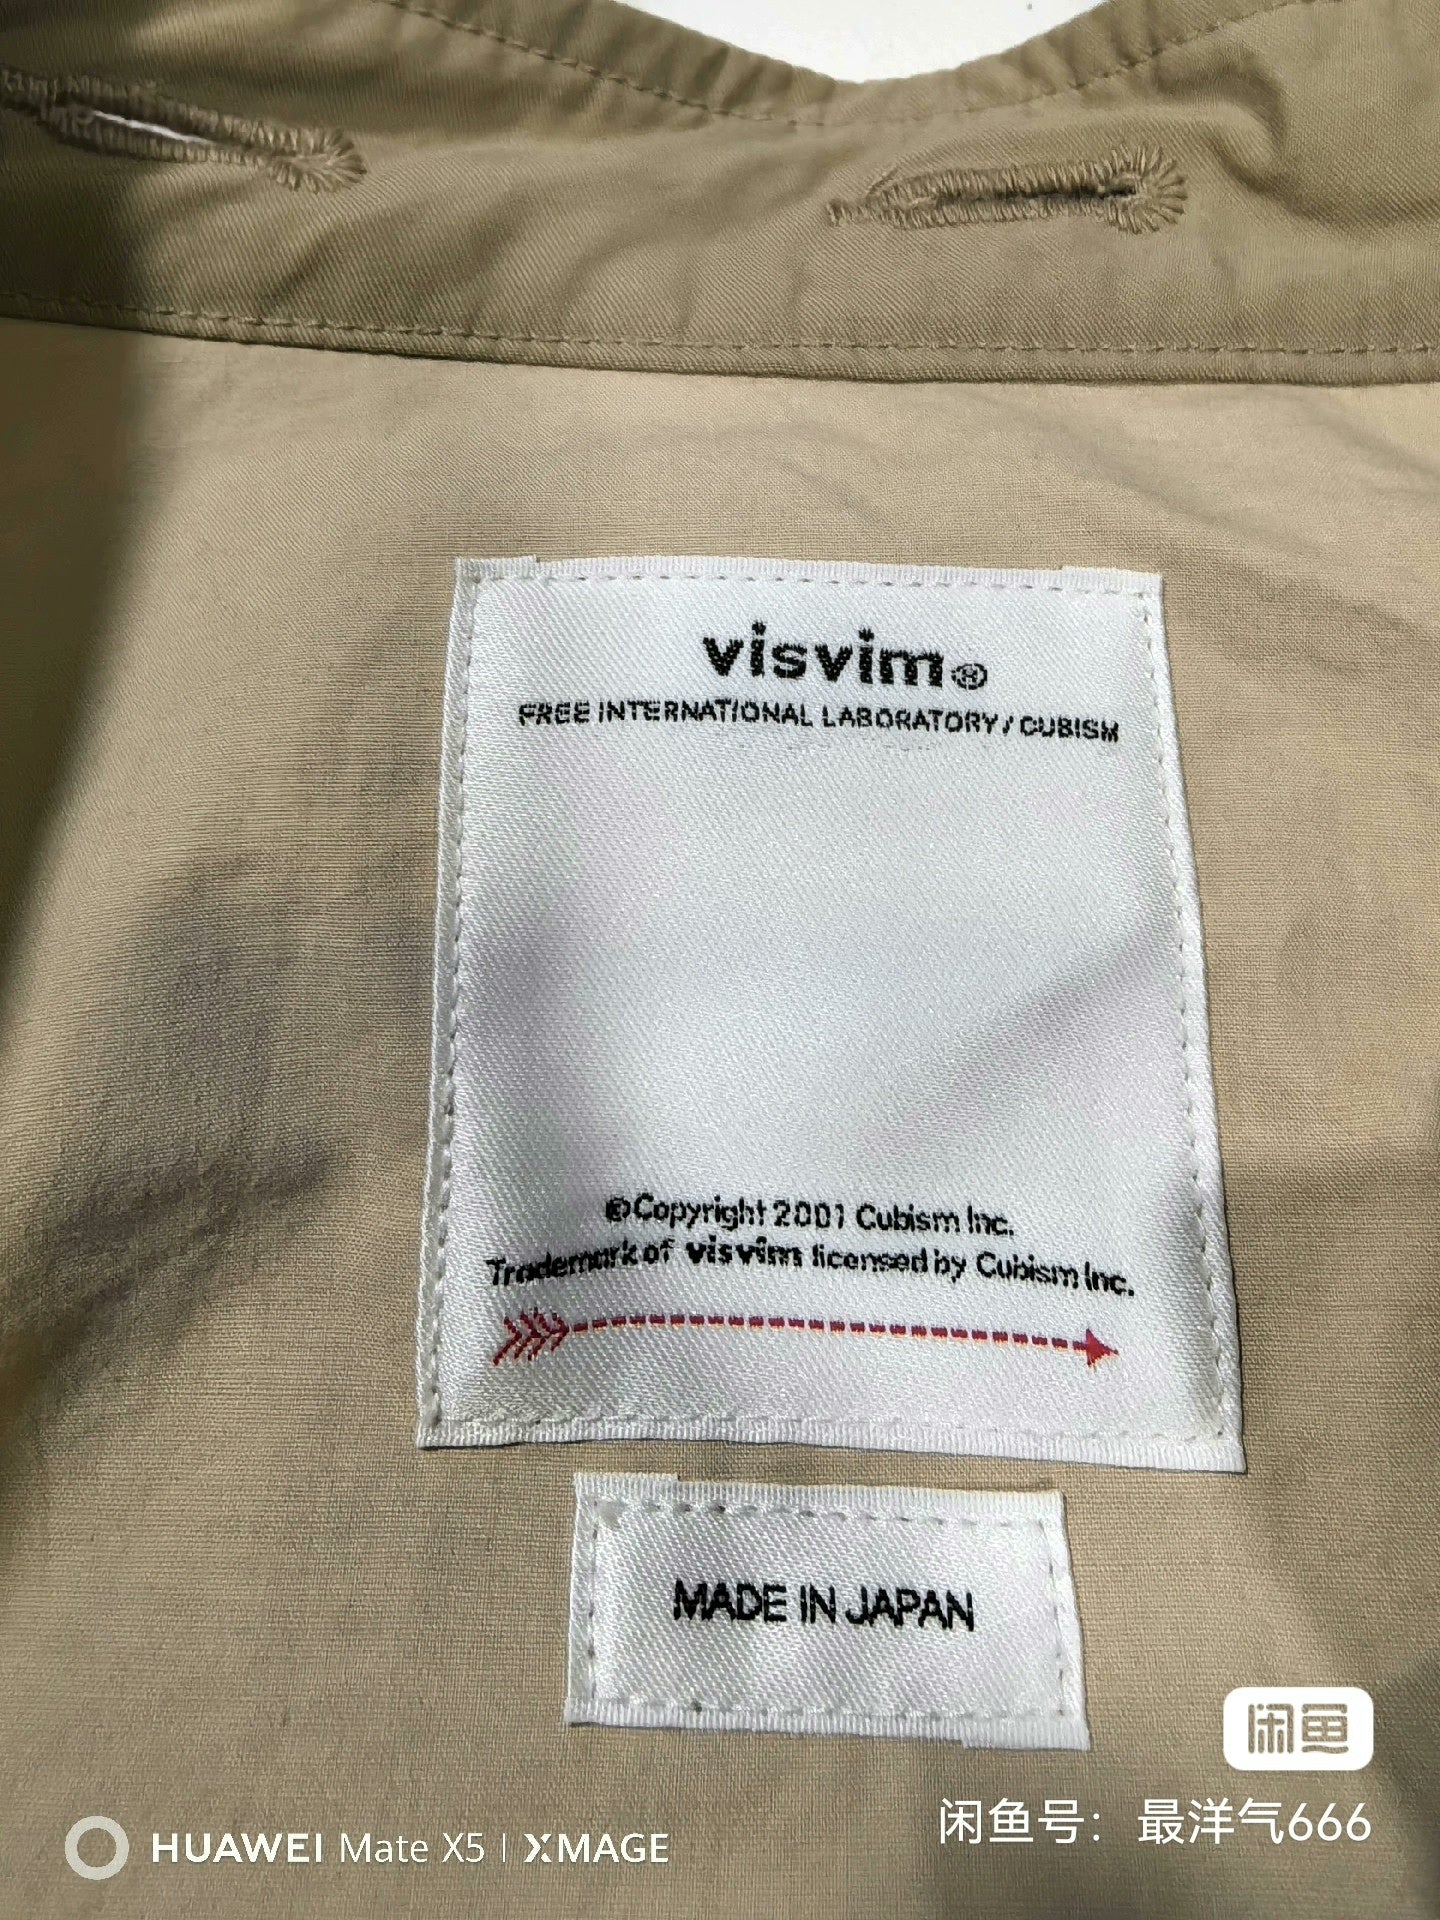 visvim®
FREE INTERNATIONAL LABORATORY / CUBISM
©Copyright 2001 Cubism Inc.
Trademark of visvim licensed by Cubism Inc.
MADE IN JAPAN
闲鱼
闲鱼号：最洋气666
HUAWEI Mate X5 | XMAGE